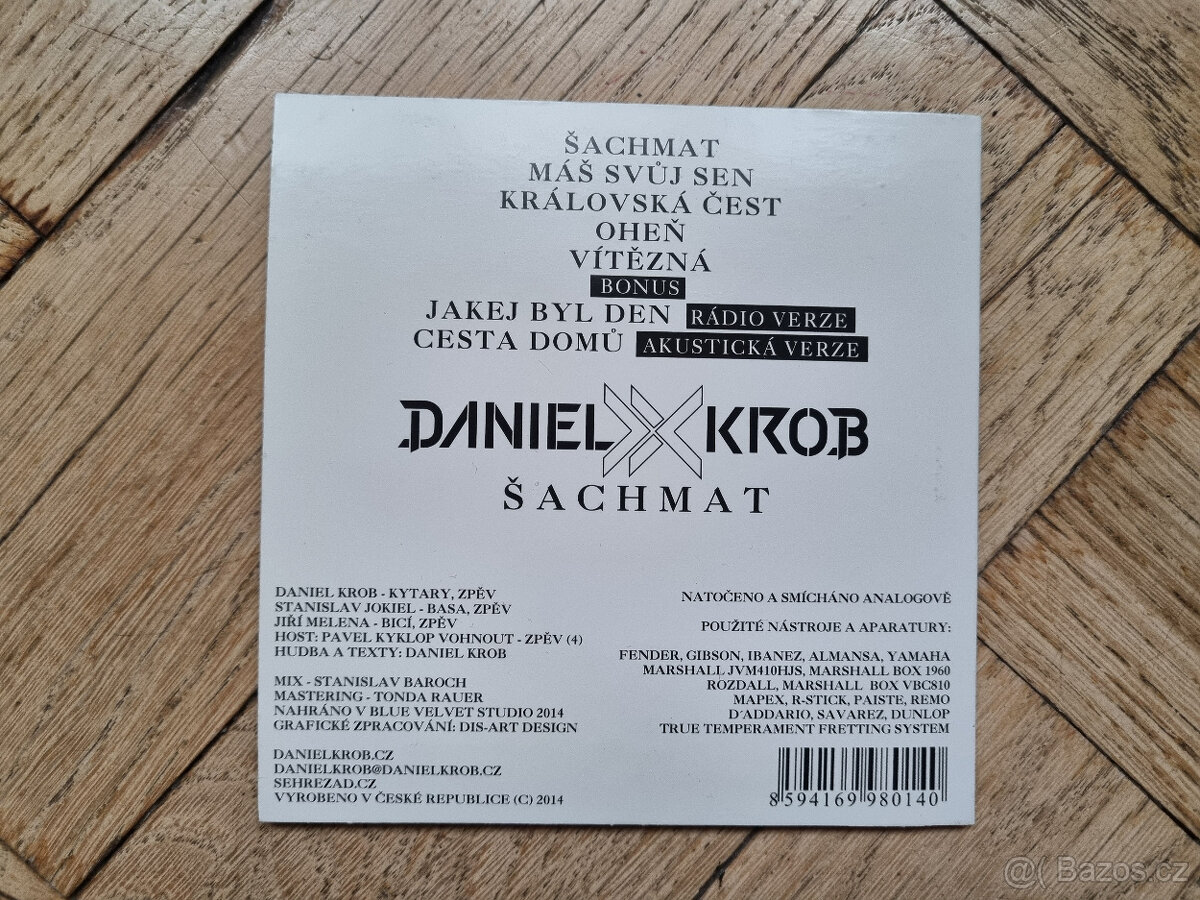 ŠACHMAT
MÁŠ SVŮJ SEN
KRÁLOVSKÁ ČEST
OHEŇ
VÍTĚZNÁ
BONUS
JAKEJ BYL DEN RÁDIO VERZE
CESTA DOMŮ AKUSTICKÁ VERZE
DANIEL KROB
ŠACHMAT
DANIEL KROB - KYTARY, ZPĚV
STANISLAV JOKIEL - BASA, ZPĚV
JIŘÍ MELENA - BICÍ, ZPĚV
HOST: PAVEL KYKLOP VOHNOUT - ZPĚV (4)
HUDBA A TEXTY: DANIEL KROB
MIX - STANISLAV BAROCH
MASTERING - TONDA RAUER
NAHRÁNO V BLUE VELVET STUDIO 2014
GRAFICKÉ ZPRACOVÁNÍ: DIS-ART DESIGN
DANIELKROB.CZ
DANIELKROB@DANIELKROB.CZ
SEHREZAD.CZ
VYROBENO V ČESKÉ REPUBLICE (C) 2014
NATOČENO A SMÍCHÁNO ANALOGOVĚ
POUŽITÉ NÁSTROJE A APARATURY:
FENDER, GIBSON, IBANEZ, ALMANSA, YAMAHA
MARSHALL JVM410HJS, MARSHALL BOX 1960
ROZDALL, MARSHALL BOX VBC810
MAPEX, R-STICK, PAISTE, REMO
D´ADDARIO, SAVAREZ, DUNLOP
TRUE TEMPERAMENT FRETTING SYSTEM
8 594169 980140
Bazos.cz